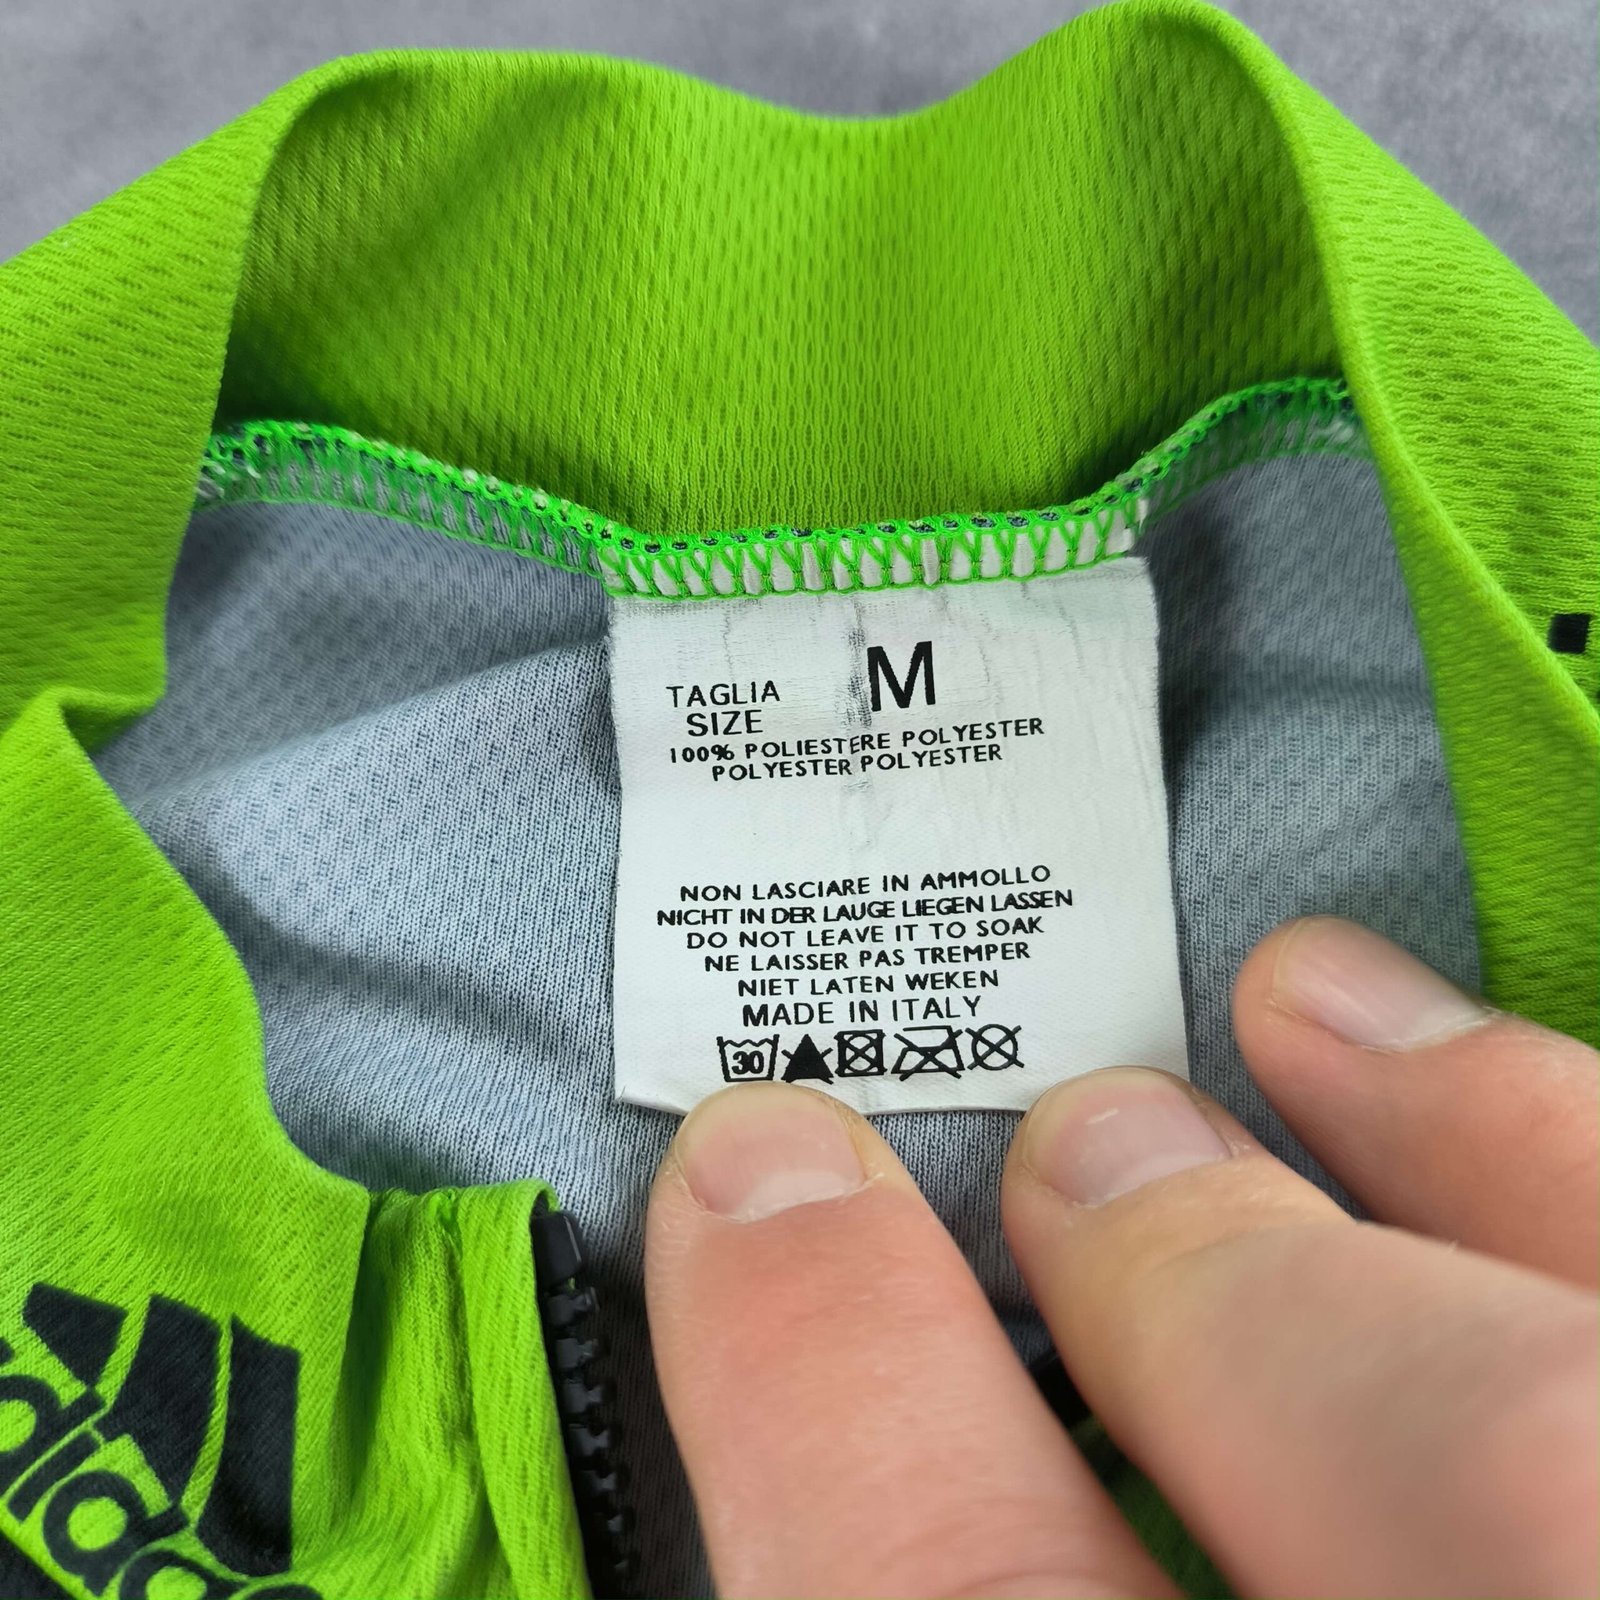 TAGLIA M
SIZE
100% POLIESTERE POLYESTER
POLYESTER POLYESTER
NON LASCIARE IN AMMOLLO
NICHT IN DER LAUGE LIEGEN LASSEN
DO NOT LEAVE IT TO SOAK
NE LAISSER PAS TREMPER
NIET LATEN WEKEN
MADE IN ITALY
30
adidas